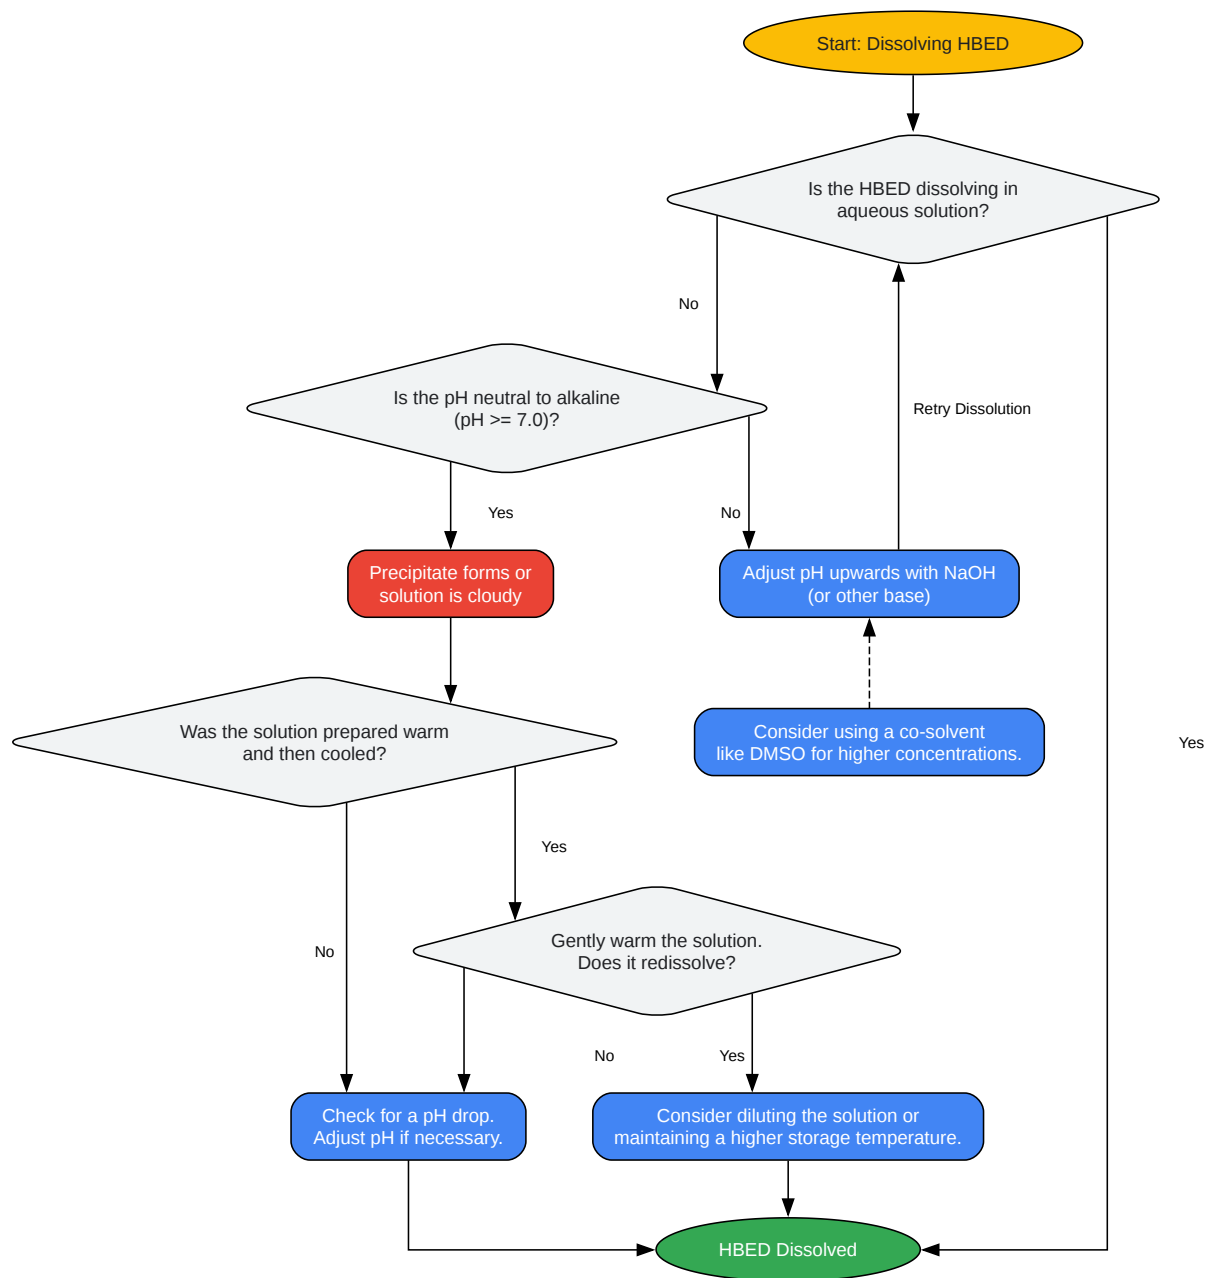 Start: Dissolving HBED
Is the HBED dissolving in
aqueous solution?
No
Is the pH neutral to alkaline
(pH >= 7.0)?
Retry Dissolution
Yes
No
Precipitate forms or
solution is cloudy
Adjust pH upwards with NaOH
(or other base)
Was the solution prepared warm
and then cooled?
Consider using a co-solvent
like DMSO for higher concentrations.
Yes
Yes
Gently warm the solution.
Does it redissolve?
No
No
Yes
Check for a pH drop.
Adjust pH if necessary.
Consider diluting the solution or
maintaining a higher storage temperature.
HBED Dissolved